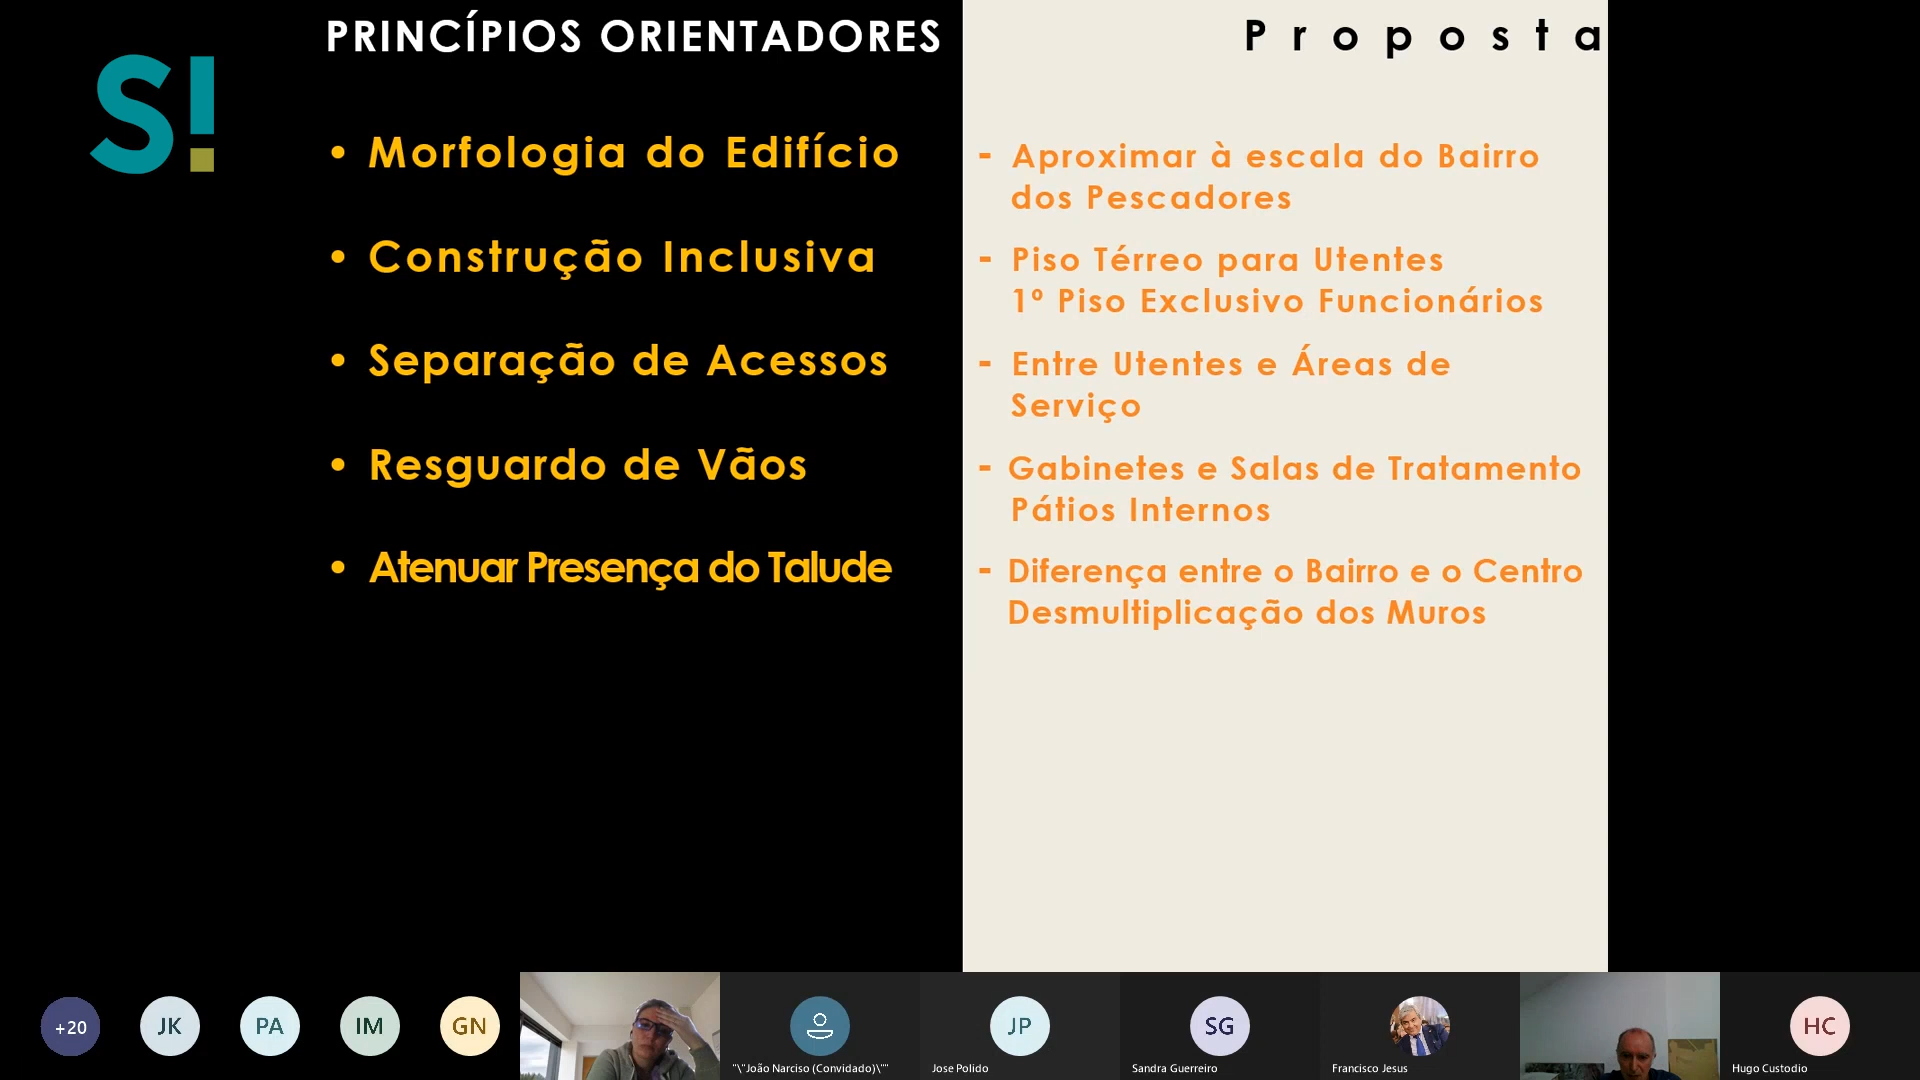 PRINCÍPIOS ORIENTADORES
Proposta
S!
• Morfologia do Edifício
- Aproximar à escala do Bairro
dos Pescadores
• Construção Inclusiva
- Piso Térreo para Utentes
1º Piso Exclusivo Funcionários
• Separação de Acessos
- Entre Utentes e Áreas de
Serviço
• Resguardo de Vãos
- Gabinetes e Salas de Tratamento
Pátios Internos
• Atenuar Presença do Talude
- Diferença entre o Bairro e o Centro
Desmultiplicação dos Muros
+20
JK
PA
IM
GN
"\"João Narciso (Convidado)\""
JP
Jose Polido
SG
Sandra Guerreiro
Francisco Jesus
HC
Hugo Custodio